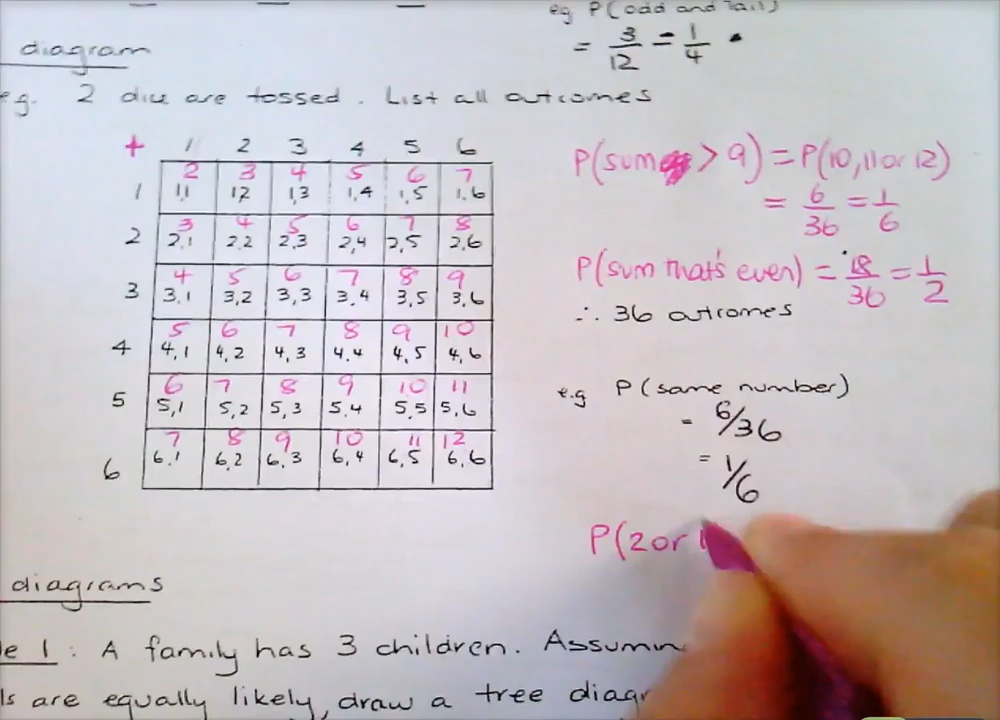 eg P(odd and Tail)
= 3/12 = 1/4
diagram
eg. 2 dice are tossed. List all outcomes
+ 1 2 3 4 5 6
2 3 4 5 6 7
1 1,1 1,2 1,3 1,4 1,5 1,6
3 4 5 6 7 8
2 2,1 2,2 2,3 2,4 2,5 2,6
4 5 6 7 8 9
3 3,1 3,2 3,3 3,4 3,5 3,6
5 6 7 8 9 10
4 4,1 4,2 4,3 4,4 4,5 4,6
6 7 8 9 10 11
5 5,1 5,2 5,3 5,4 5,5 5,6
7 8 9 10 11 12
6 6,1 6,2 6,3 6,4 6,5 6,6
P(sum > 9) = P(10, 11 or 12)
= 6/36 = 1/6
P(sum that's even) = 18/36 = 1/2
∴ 36 outcomes
e.g P(same number)
= 6/36
= 1/6
P(2 or
diagrams
le 1 : A family has 3 children. Assumin
ls are equally likely, draw a tree diagr